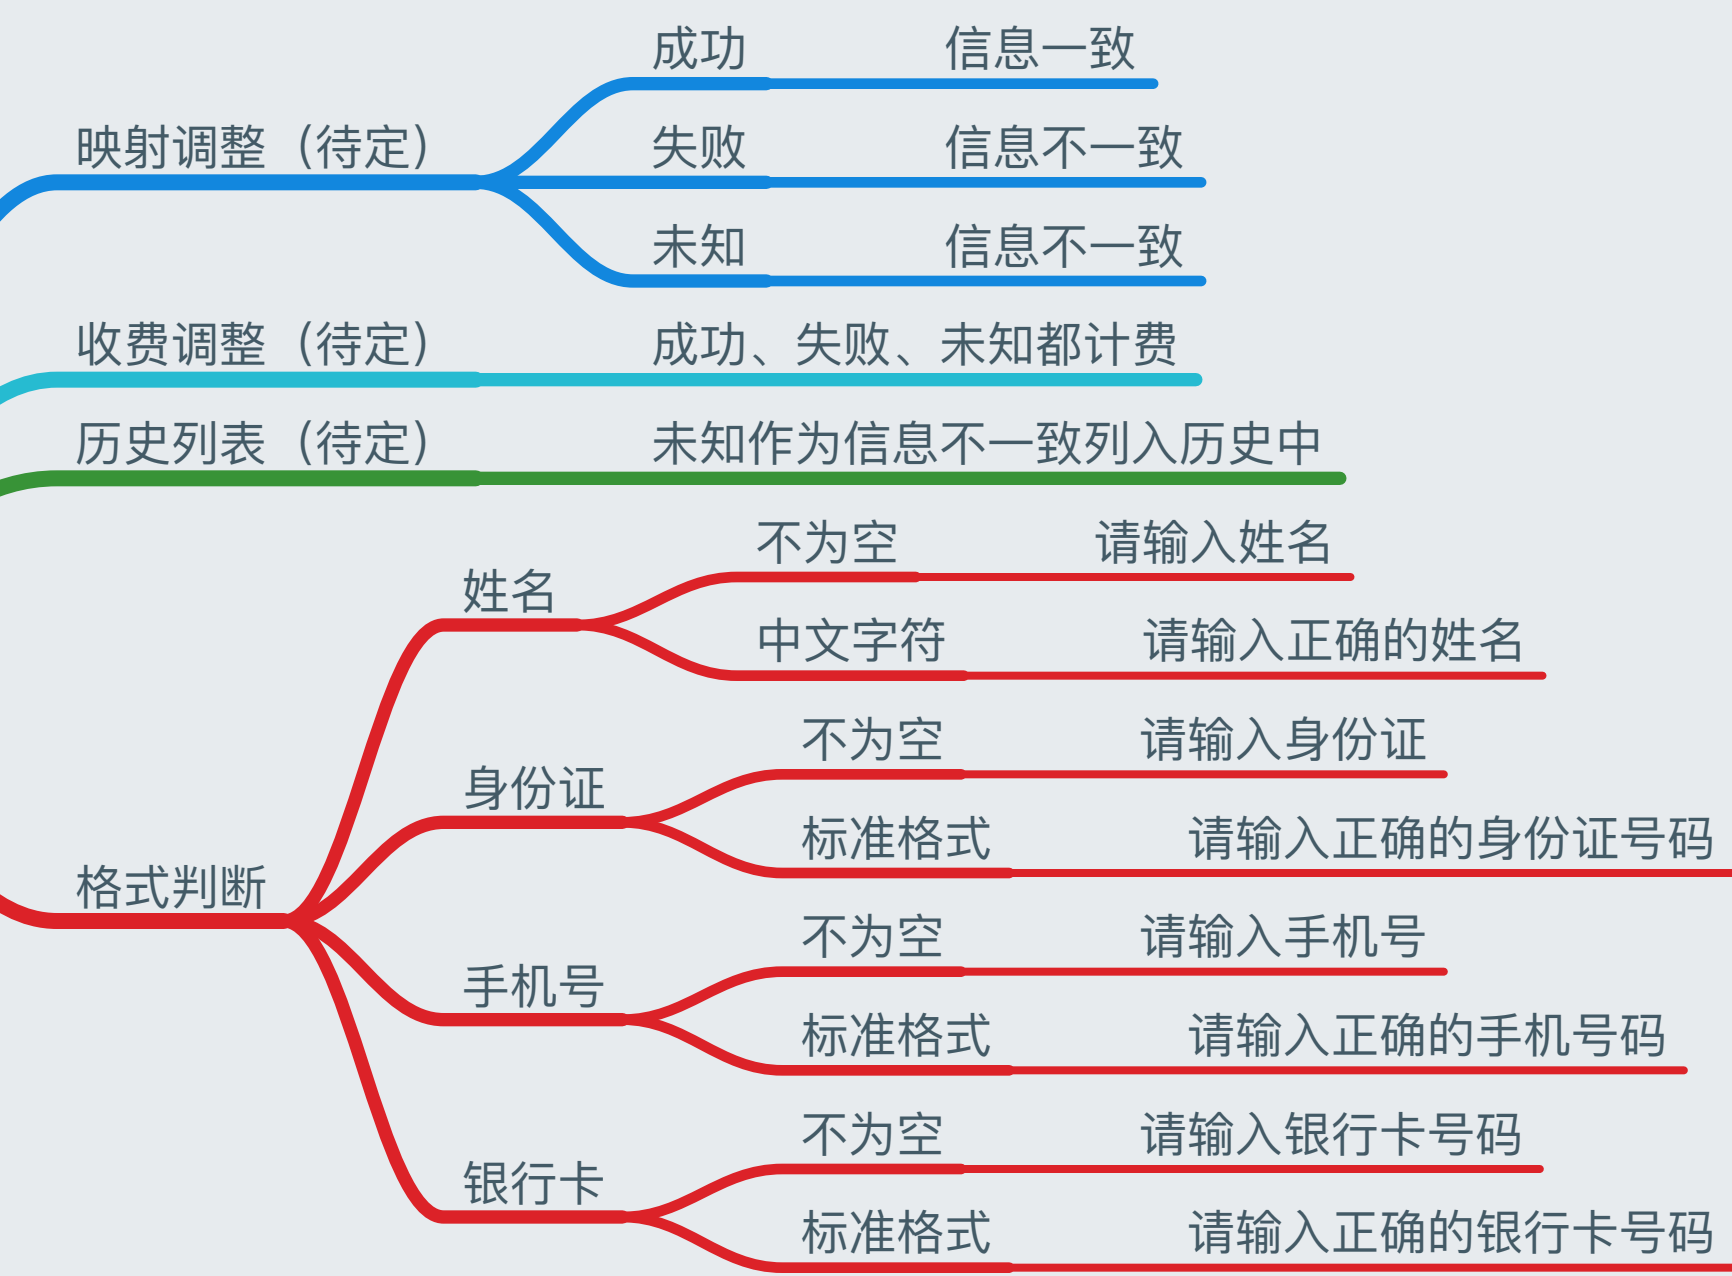 映射调整（待定）
成功 信息一致
失败 信息不一致
未知 信息不一致
收费调整（待定） 成功、失败、未知都计费
历史列表（待定） 未知作为信息不一致列入历史中
格式判断
姓名
不为空 请输入姓名
中文字符 请输入正确的姓名
身份证
不为空 请输入身份证
标准格式 请输入正确的身份证号码
手机号
不为空 请输入手机号
标准格式 请输入正确的手机号码
银行卡
不为空 请输入银行卡号码
标准格式 请输入正确的银行卡号码